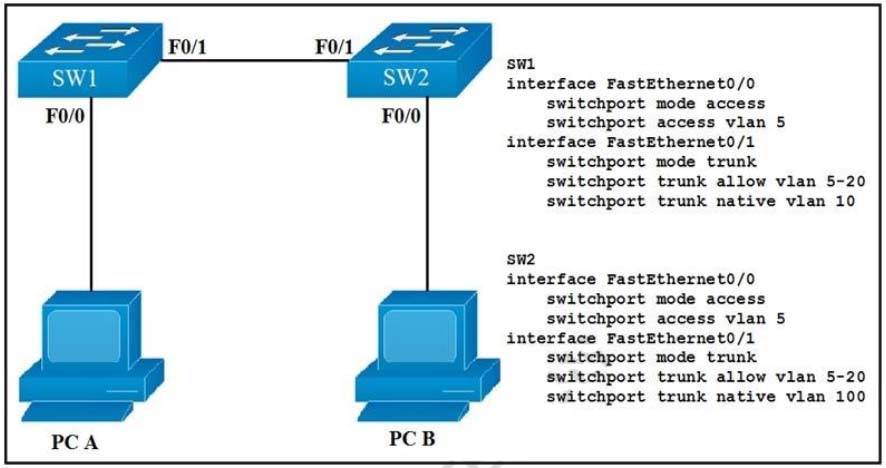 F0/1
F0/1
SW1
SW2
F0/0
F0/0
PC A
PC B
SW1
interface FastEthernet0/0
switchport mode access
switchport access vlan 5
interface FastEthernet0/1
switchport mode trunk
switchport trunk allow vlan 5-20
switchport trunk native vlan 10
SW2
interface FastEthernet0/0
switchport mode access
switchport access vlan 5
interface FastEthernet0/1
switchport mode trunk
switchport trunk allow vlan 5-20
switchport trunk native vlan 100